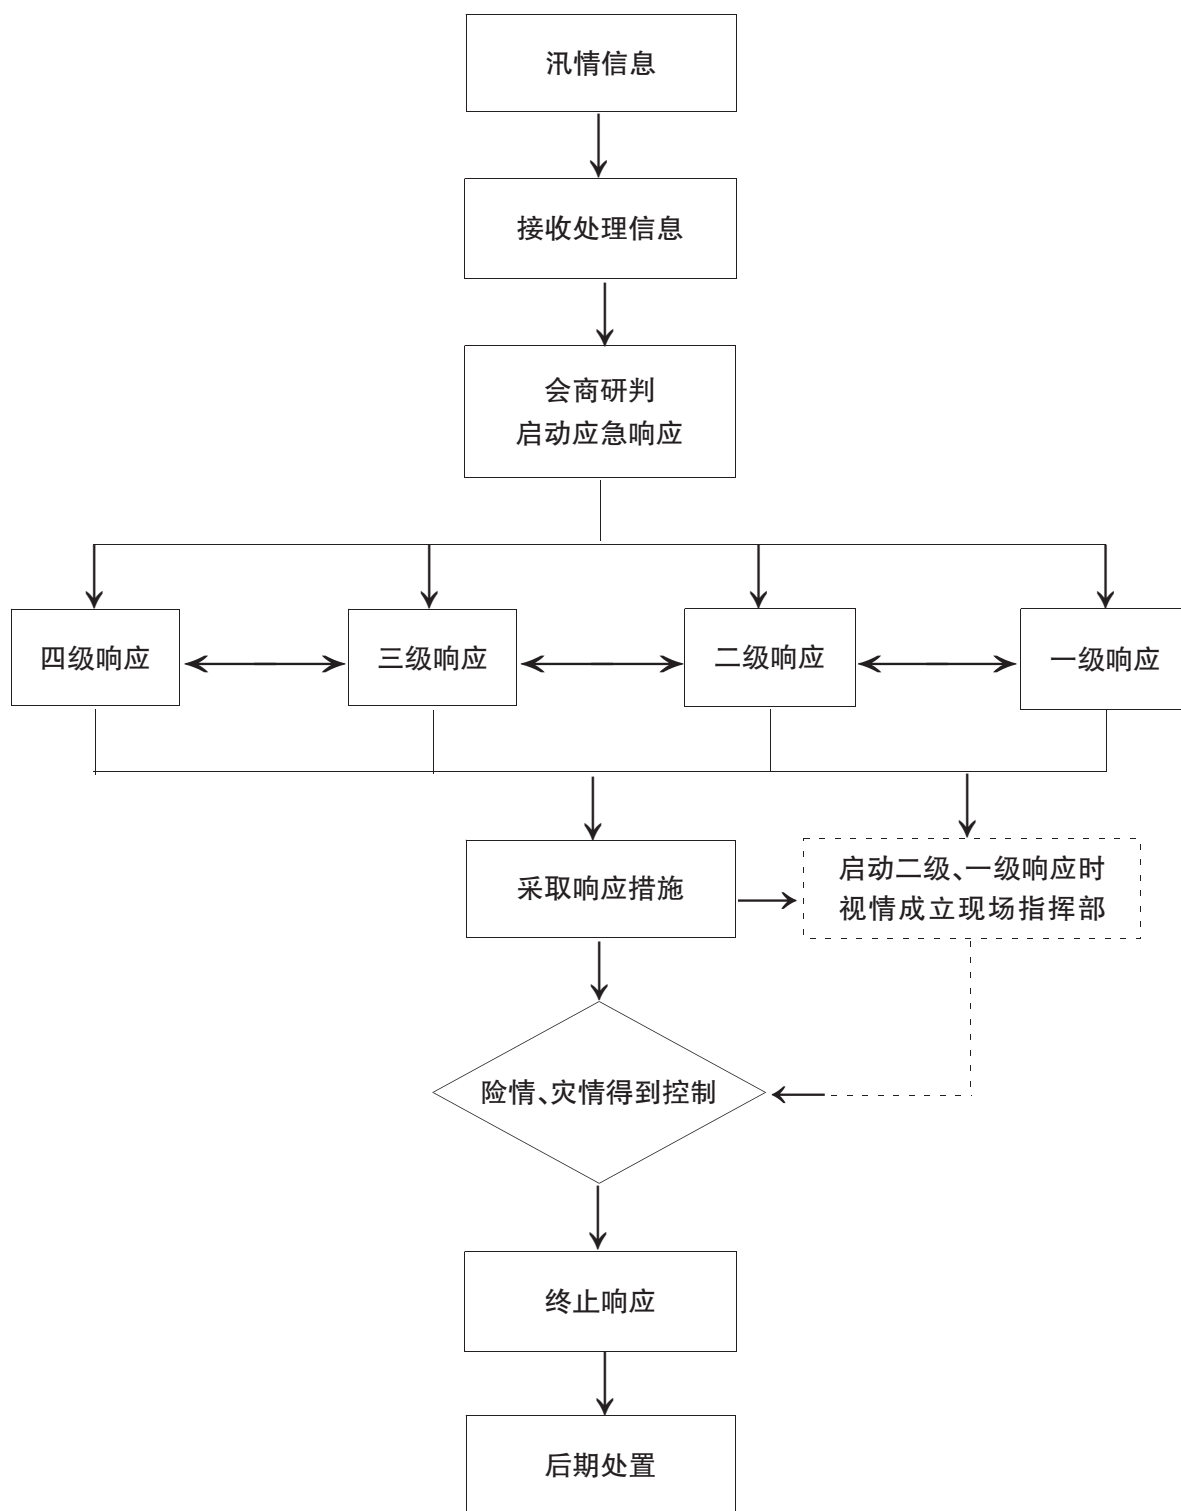 汛情信息
接收处理信息
会商研判
启动应急响应
四级响应
三级响应
二级响应
一级响应
采取响应措施
启动二级、一级响应时
视情成立现场指挥部
险情、灾情得到控制
终止响应
后期处置